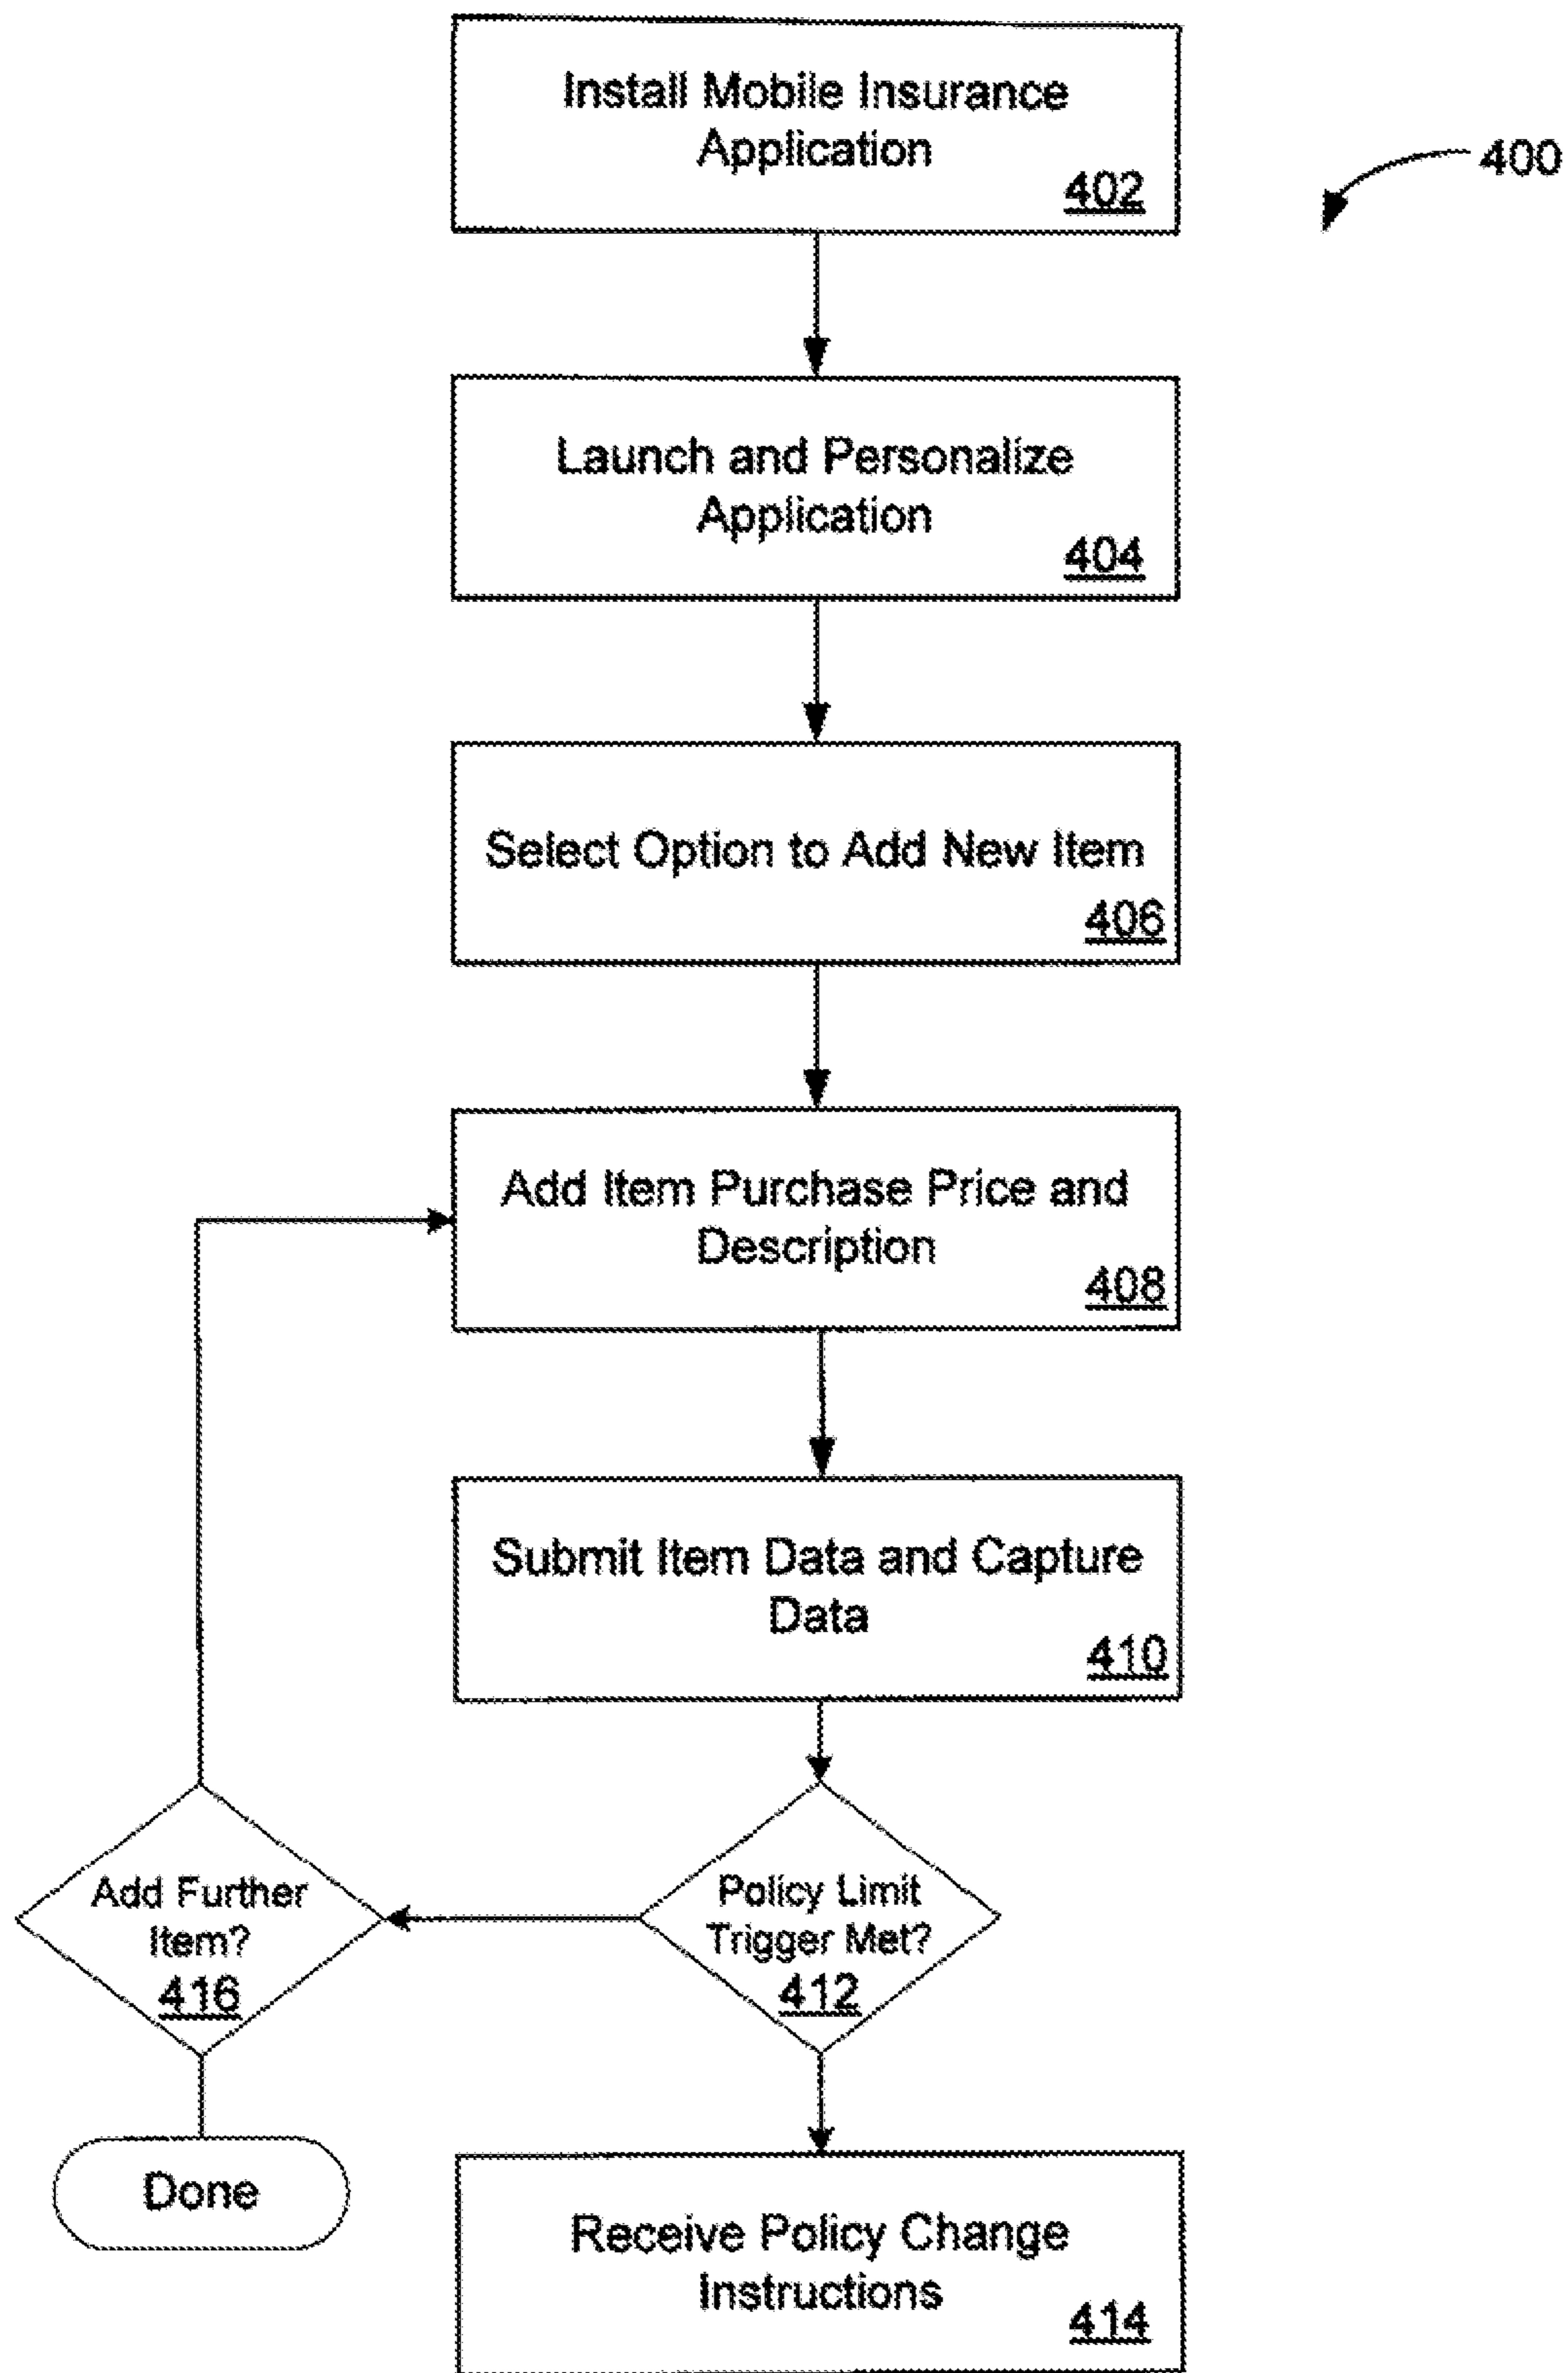 Install Mobile Insurance
Application
402
400
Launch and Personalize
Application
404
Select Option to Add New Item
406
Add Item Purchase Price and
Description
408
Submit Item Data and Capture
Data
410
Add Further
Item?
416
Policy Limit
Trigger Met?
412
Done
Receive Policy Change
Instructions
414